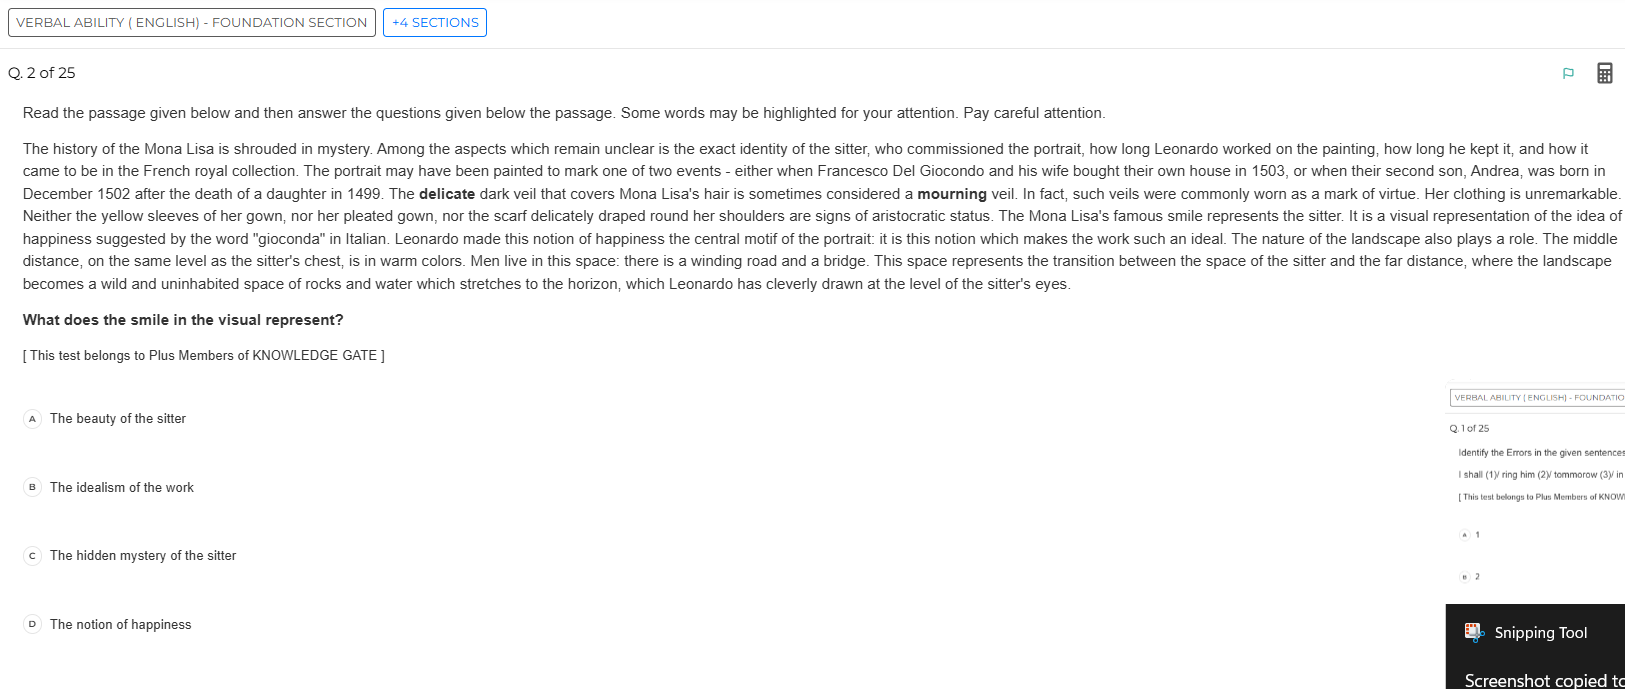 VERBAL ABILITY ( ENGLISH) - FOUNDATION SECTION
+4 SECTIONS
Q. 2 of 25
Read the passage given below and then answer the questions given below the passage. Some words may be highlighted for your attention. Pay careful attention.
The history of the Mona Lisa is shrouded in mystery. Among the aspects which remain unclear is the exact identity of the sitter, who commissioned the portrait, how long Leonardo worked on the painting, how long he kept it, and how it
came to be in the French royal collection. The portrait may have been painted to mark one of two events - either when Francesco Del Giocondo and his wife bought their own house in 1503, or when their second son, Andrea, was born in
December 1502 after the death of a daughter in 1499. The delicate dark veil that covers Mona Lisa's hair is sometimes considered a mourning veil. In fact, such veils were commonly worn as a mark of virtue. Her clothing is unremarkable.
Neither the yellow sleeves of her gown, nor her pleated gown, nor the scarf delicately draped round her shoulders are signs of aristocratic status. The Mona Lisa's famous smile represents the sitter. It is a visual representation of the idea of
happiness suggested by the word "gioconda" in Italian. Leonardo made this notion of happiness the central motif of the portrait: it is this notion which makes the work such an ideal. The nature of the landscape also plays a role. The middle
distance, on the same level as the sitter's chest, is in warm colors. Men live in this space: there is a winding road and a bridge. This space represents the transition between the space of the sitter and the far distance, where the landscape
becomes a wild and uninhabited space of rocks and water which stretches to the horizon, which Leonardo has cleverly drawn at the level of the sitter's eyes.
What does the smile in the visual represent?
[ This test belongs to Plus Members of KNOWLEDGE GATE ]
A The beauty of the sitter
B The idealism of the work
C The hidden mystery of the sitter
D The notion of happiness
VERBAL ABILITY ( ENGLISH) - FOUNDATIO
Q. 1 of 25
Identify the Errors in the given sentences
I shall (1)/ ring him (2)/ tommorow (3)/ in
[ This test belongs to Plus Members of KNOW
A 1
B 2
Snipping Tool
Screenshot copied to